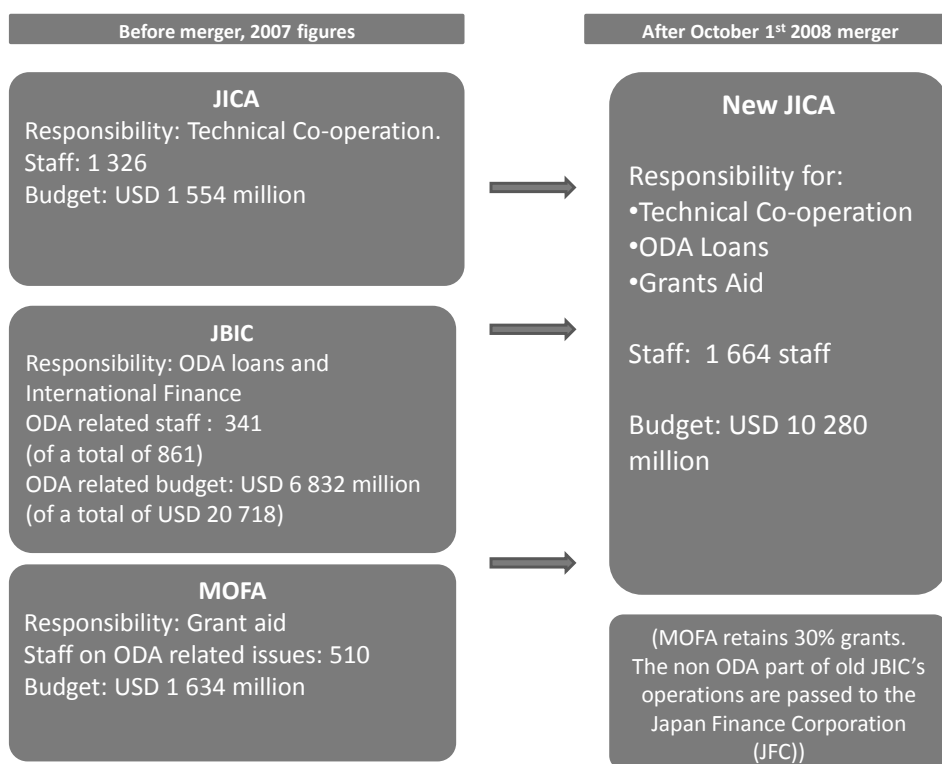 Before merger, 2007 figures
After October 1st 2008 merger
JICA
Responsibility: Technical Co-operation.
Staff: 1 326
Budget: USD 1 554 million
JBIC
Responsibility: ODA loans and
International Finance
ODA related staff : 341
(of a total of 861)
ODA related budget: USD 6 832 million
(of a total of USD 20 718)
MOFA
Responsibility: Grant aid
Staff on ODA related issues: 510
Budget: USD 1 634 million
New JICA
Responsibility for:
•Technical Co-operation
•ODA Loans
•Grants Aid
Staff: 1 664 staff
Budget: USD 10 280
million
(MOFA retains 30% grants.
The non ODA part of old JBIC’s
operations are passed to the
Japan Finance Corporation
(JFC))